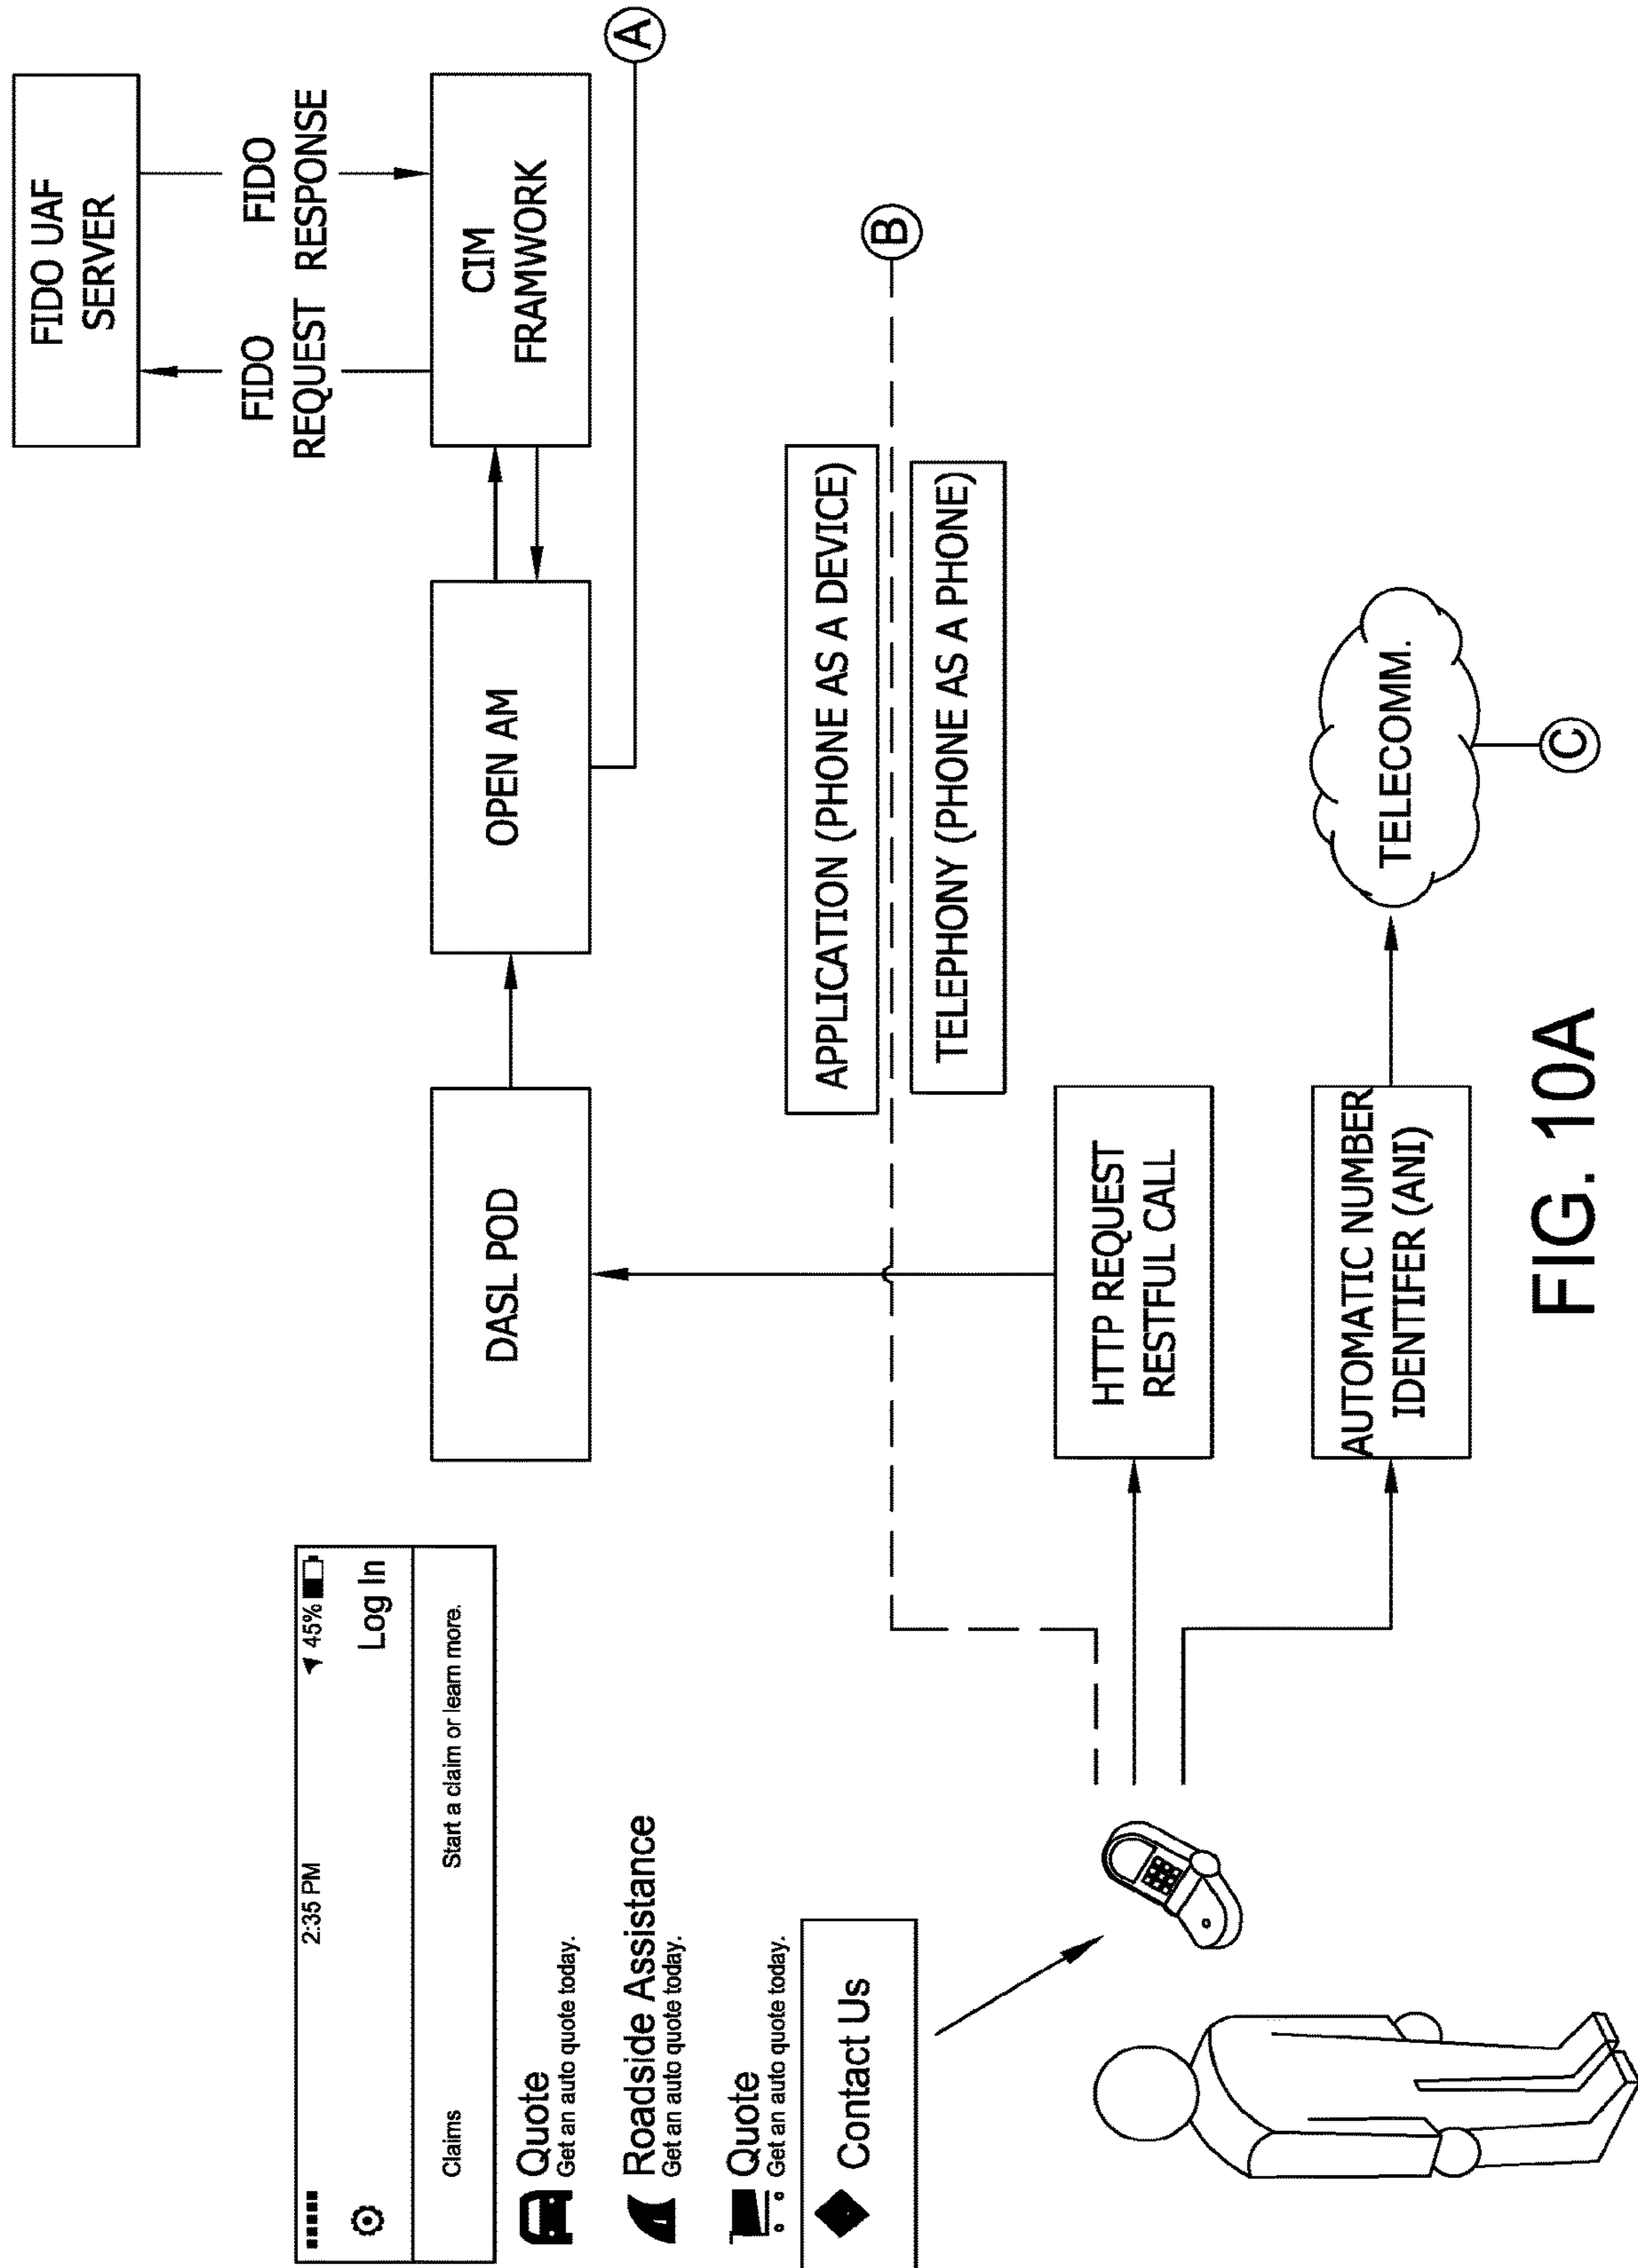 2:35 PM
45%
Log In
Claims
Start a claim or learn more.
Quote
Get an auto quote today.
Roadside Assistance
Get an auto quote today.
Quote
Get an auto quote today.
Contact Us
FIDO UAF
SERVER
FIDO
REQUEST
FIDO
RESPONSE
DASL POD
OPEN AM
CIM
FRAMWORK
A
APPLICATION (PHONE AS A DEVICE)
B
TELEPHONY (PHONE AS A PHONE)
HTTP REQUEST
RESTFUL CALL
AUTOMATIC NUMBER
IDENTIFER (ANI)
TELECOMM.
C
FIG. 10A